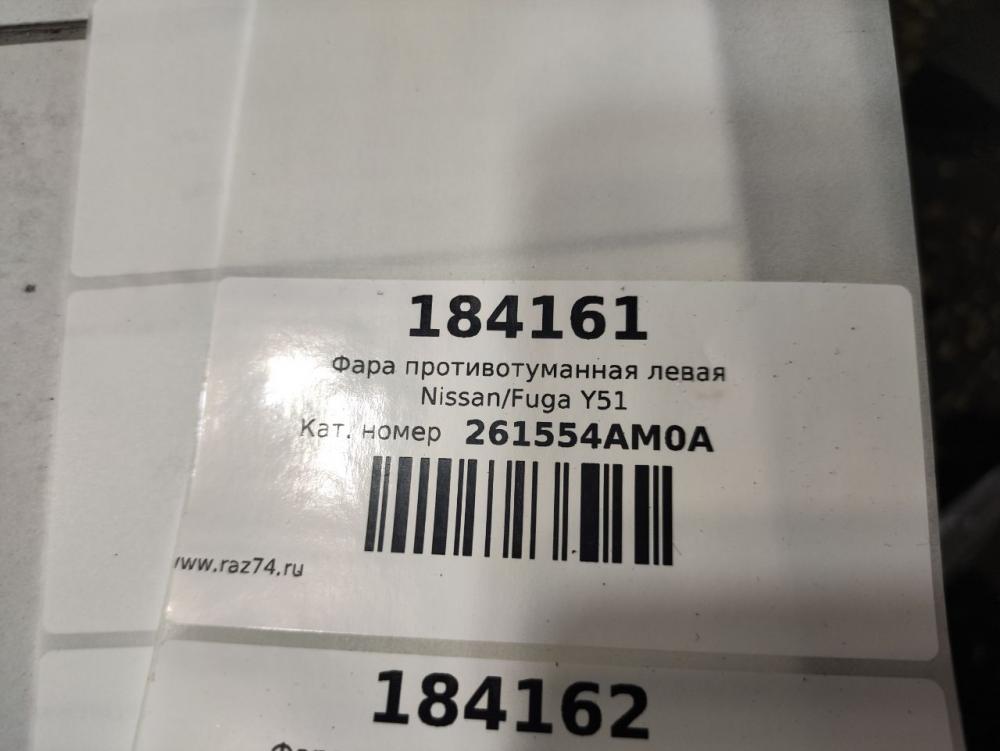 184161
Фара противотуманная левая
Nissan/Fuga Y51
Кат. номер 261554AM0A
www.raz74.ru
184162